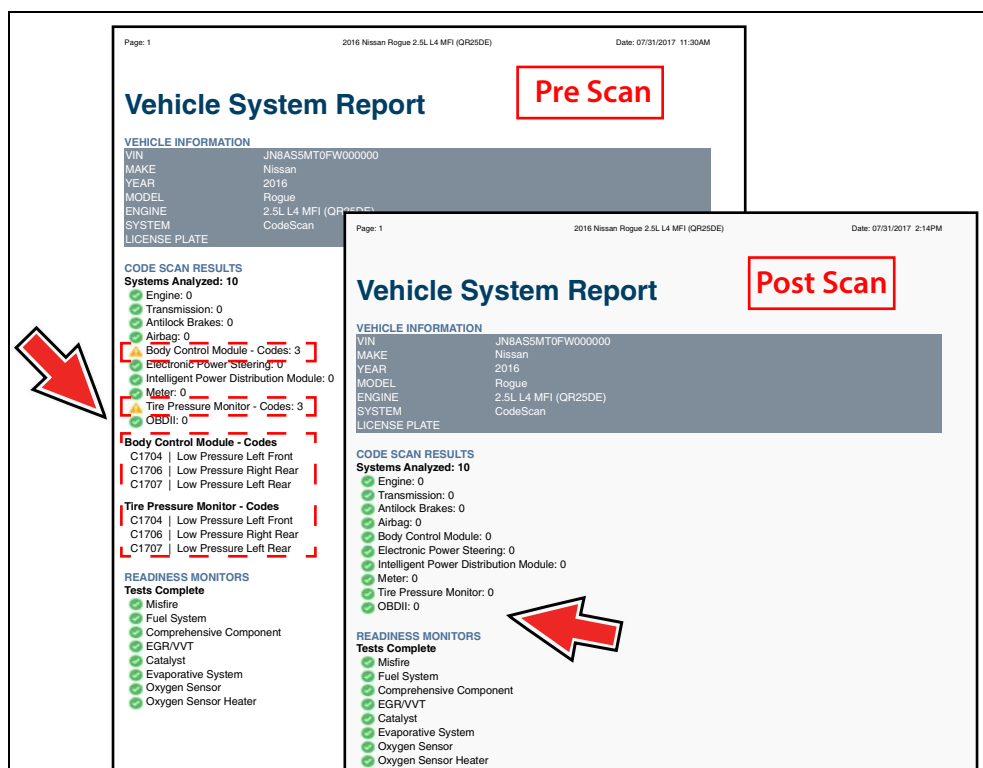 Page: 1 2016 Nissan Rogue 2.5L L4 MFI (QR25DE) Date: 07/31/2017 11:30AM
Pre Scan
Vehicle System Report
VEHICLE INFORMATION
VIN JN8AS5MT0FW000000
MAKE Nissan
YEAR 2016
MODEL Rogue
ENGINE 2.5L L4 MFI (QR25DE)
SYSTEM CodeScan
LICENSE PLATE
CODE SCAN RESULTS
Systems Analyzed: 10
Engine: 0
Transmission: 0
Antilock Brakes: 0
Airbag: 0
Body Control Module - Codes: 3
Electronic Power Steering: 0
Intelligent Power Distribution Module: 0
Meter: 0
Tire Pressure Monitor - Codes: 3
OBDII: 0
Body Control Module - Codes
C1704 | Low Pressure Left Front
C1706 | Low Pressure Right Rear
C1707 | Low Pressure Left Rear
Tire Pressure Monitor - Codes
C1704 | Low Pressure Left Front
C1706 | Low Pressure Right Rear
C1707 | Low Pressure Left Rear
READINESS MONITORS
Tests Complete
Misfire
Fuel System
Comprehensive Component
EGR/VVT
Catalyst
Evaporative System
Oxygen Sensor
Oxygen Sensor Heater
Page: 1 2016 Nissan Rogue 2.5L L4 MFI (QR25DE) Date: 07/31/2017 2:14PM
Post Scan
Vehicle System Report
VEHICLE INFORMATION
VIN JN8AS5MT0FW000000
MAKE Nissan
YEAR 2016
MODEL Rogue
ENGINE 2.5L L4 MFI (QR25DE)
SYSTEM CodeScan
LICENSE PLATE
CODE SCAN RESULTS
Systems Analyzed: 10
Engine: 0
Transmission: 0
Antilock Brakes: 0
Airbag: 0
Body Control Module: 0
Electronic Power Steering: 0
Intelligent Power Distribution Module: 0
Meter: 0
Tire Pressure Monitor: 0
OBDII: 0
READINESS MONITORS
Tests Complete
Misfire
Fuel System
Comprehensive Component
EGR/VVT
Catalyst
Evaporative System
Oxygen Sensor
Oxygen Sensor Heater